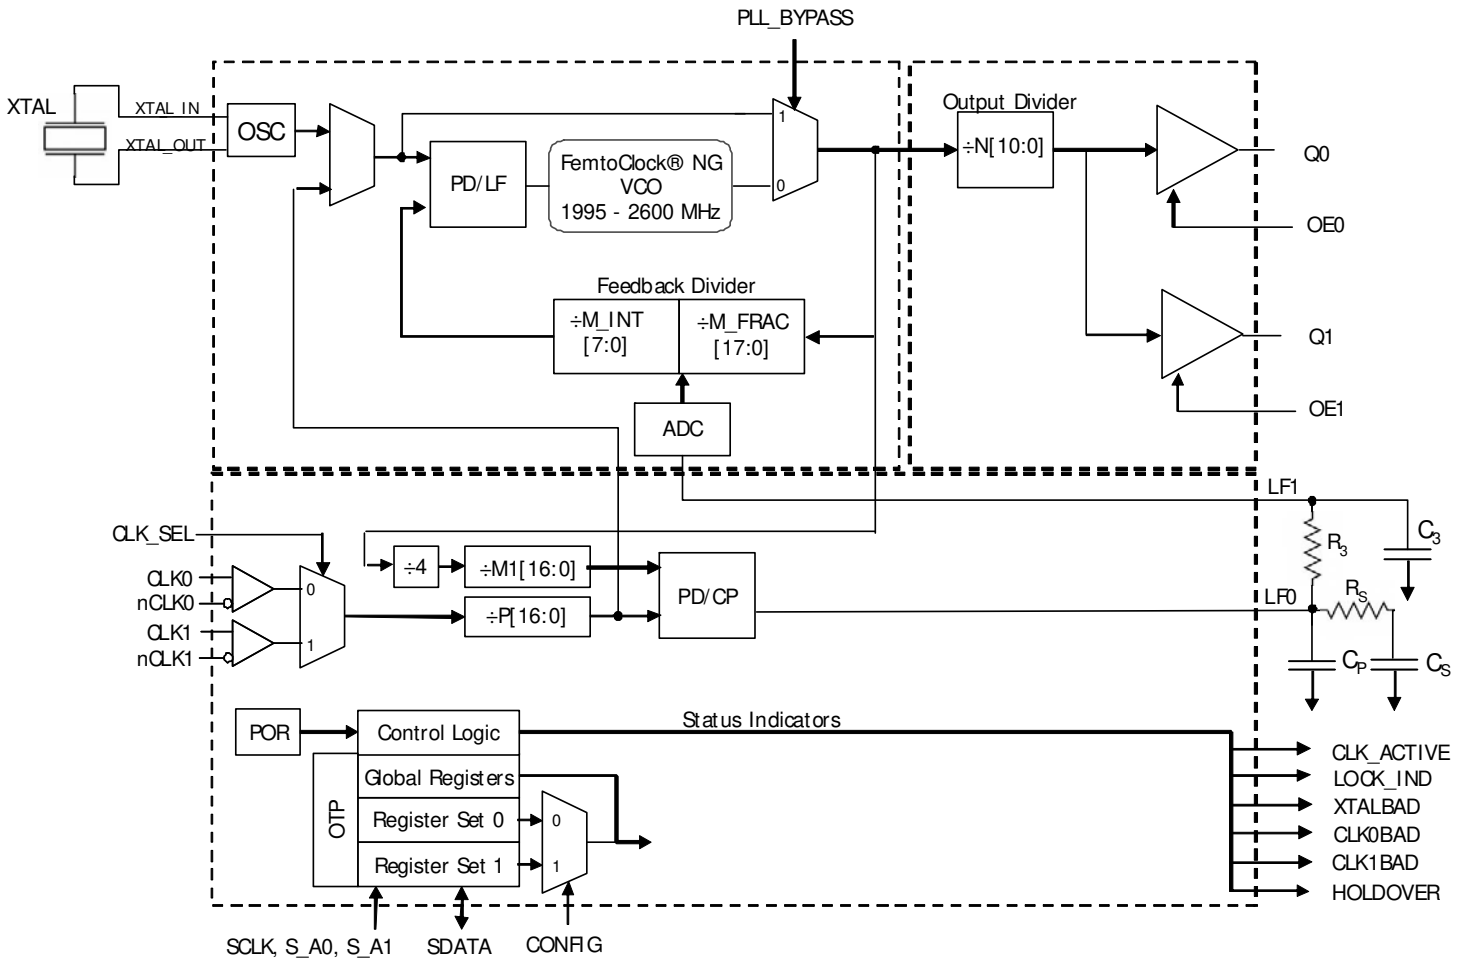 PLL_BYPASS
XTAL
XTAL_IN
XTAL_OUT
OSC
PD/LF
FemtoClock® NG
VCO
1995 - 2600 MHz
1
0
Output Divider
÷N[10:0]
Q0
OE0
Q1
OE1
Feedback Divider
÷M_INT
[7:0]
÷M_FRAC
[17:0]
ADC
LF1
R3
C3
LF0
RS
CP
CS
CLK_SEL
CLK0
nCLK0
CLK1
nCLK1
0
1
÷4
÷M1[16:0]
÷P[16:0]
PD/CP
POR
Control Logic
Global Registers
Register Set 0
Register Set 1
OTP
0
1
Status Indicators
CLK_ACTIVE
LOCK_IND
XTALBAD
CLK0BAD
CLK1BAD
HOLDOVER
SCLK, S_A0, S_A1
SDATA
CONFIG